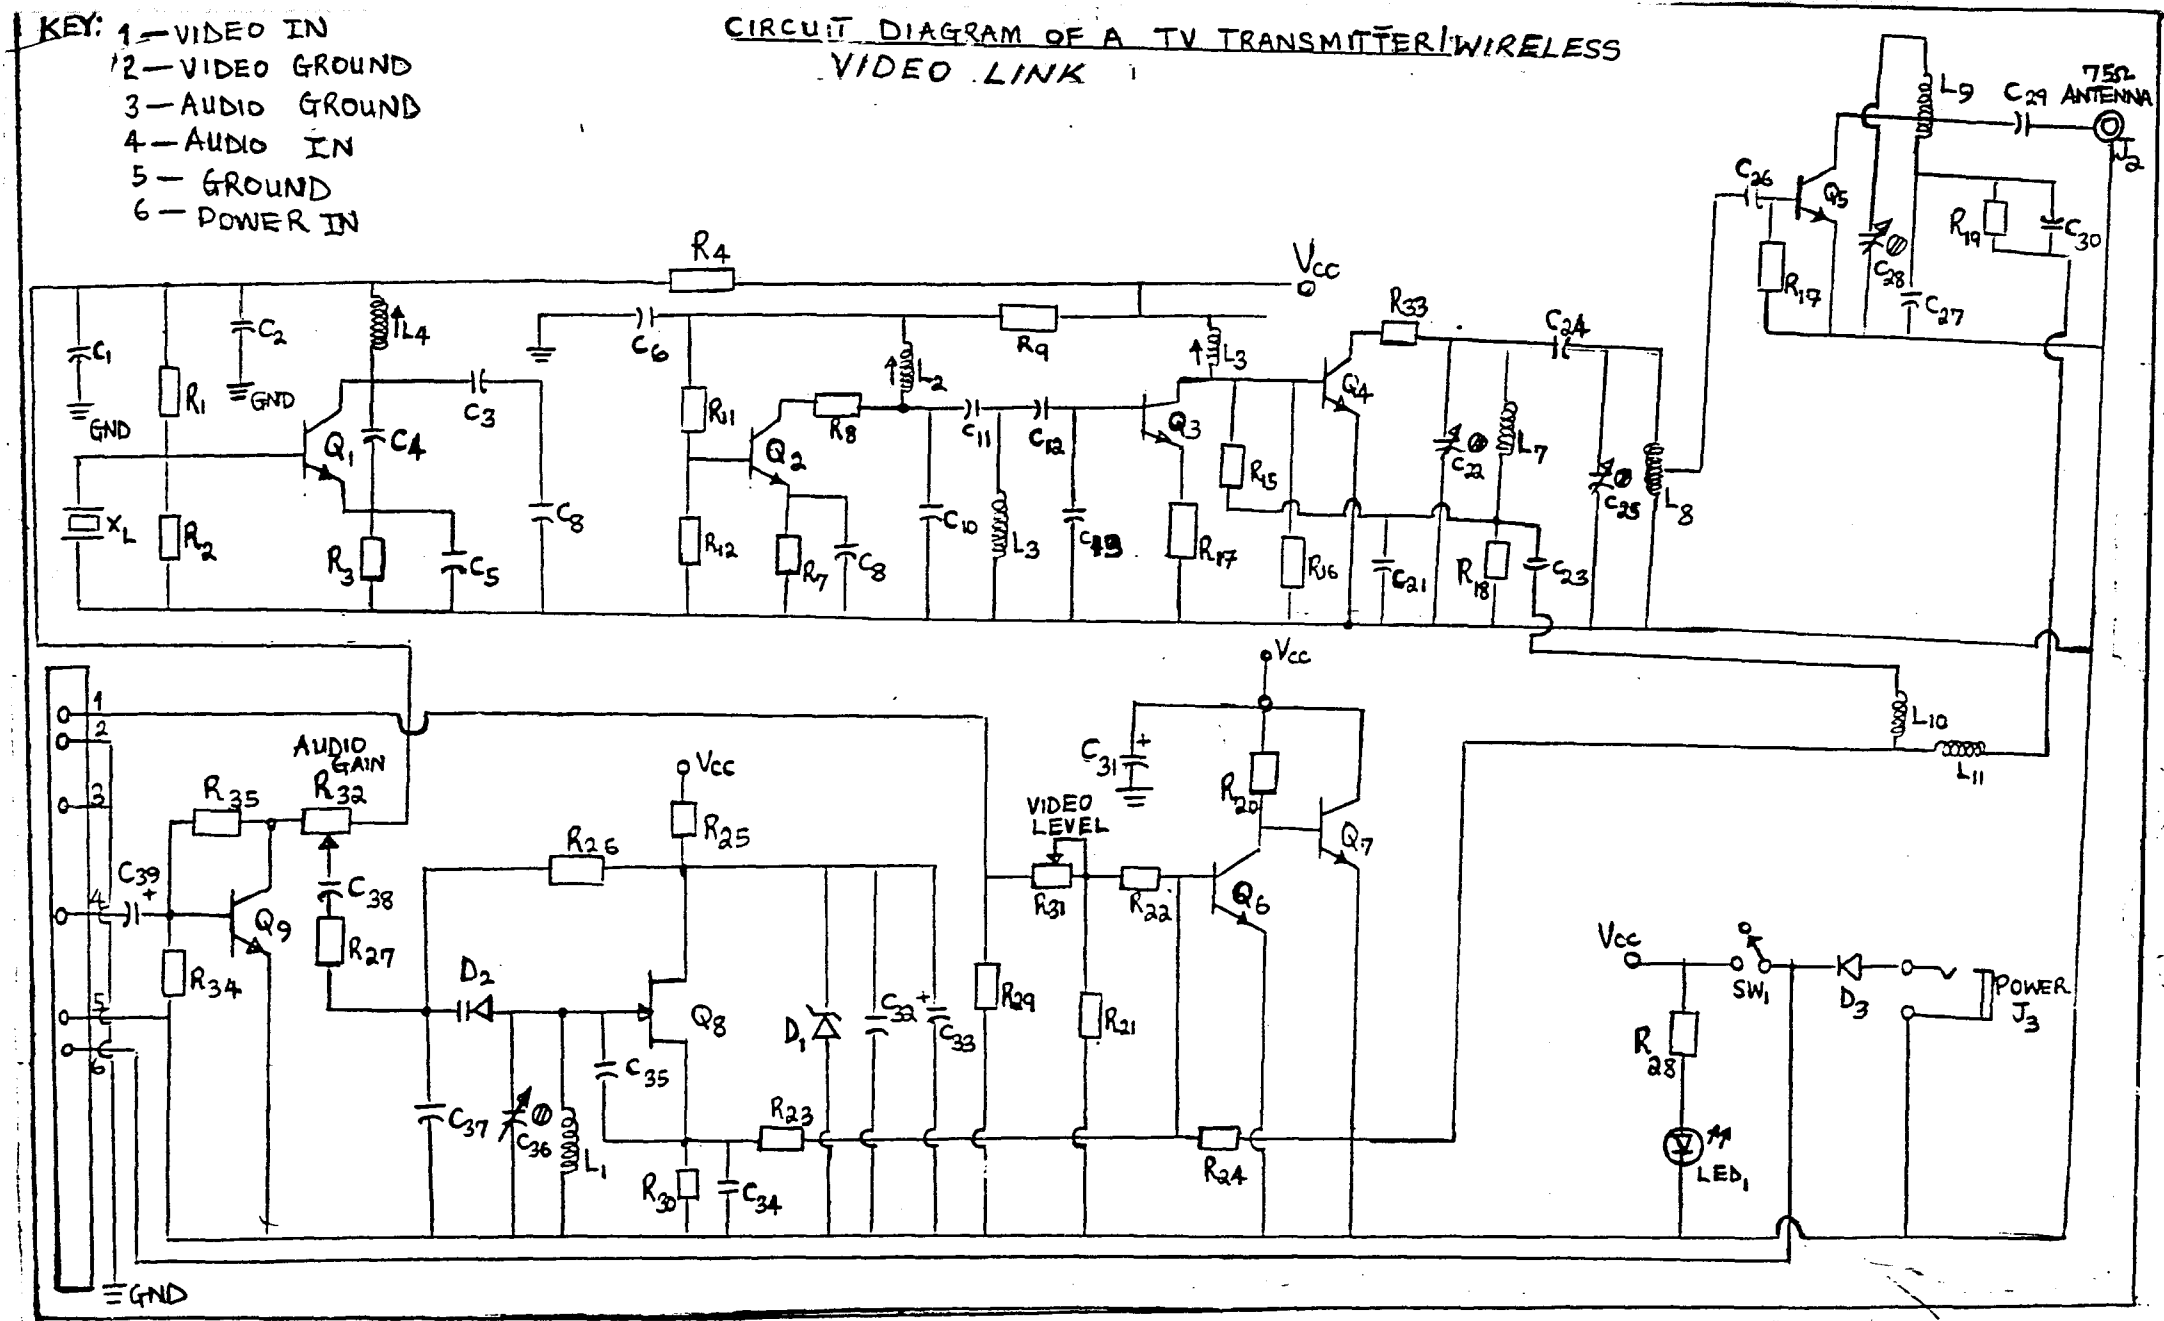 KEY: 1—VIDEO IN
2—VIDEO GROUND
3—AUDIO GROUND
4—AUDIO IN
5—GROUND
6—POWER IN
CIRCUIT DIAGRAM OF A TV TRANSMITTER/WIRELESS
VIDEO LINK
75Ω
ANTENNA
J2
C29
L9
C26
Q5
R17
C28
C27
R19
C30
R4
Vcc
C1
GND
R1
C2
GND
L4
C3
Q1
C4
XL
R2
R3
C5
C8
C6
R9
R11
R8
L2
Q2
R12
R7
C8
C11
C12
C10
L3
C13
L3
Q3
R17
R15
R16
Q4
R33
C24
C22
L7
C25
L8
C21
R18
C23
Vcc
L10
L11
1
2
3
4
5
6
AUDIO
GAIN
R32
R35
C39
+
Q9
R34
C38
R27
GND
Vcc
R25
R26
D2
Q8
D1
C32
+
C33
C35
C37
C36
L1
R30
C34
R23
R24
R29
R21
VIDEO
LEVEL
R31
R22
C31
+
R20
Q7
Q6
Vcc
SW1
D3
POWER
J3
R28
LED1